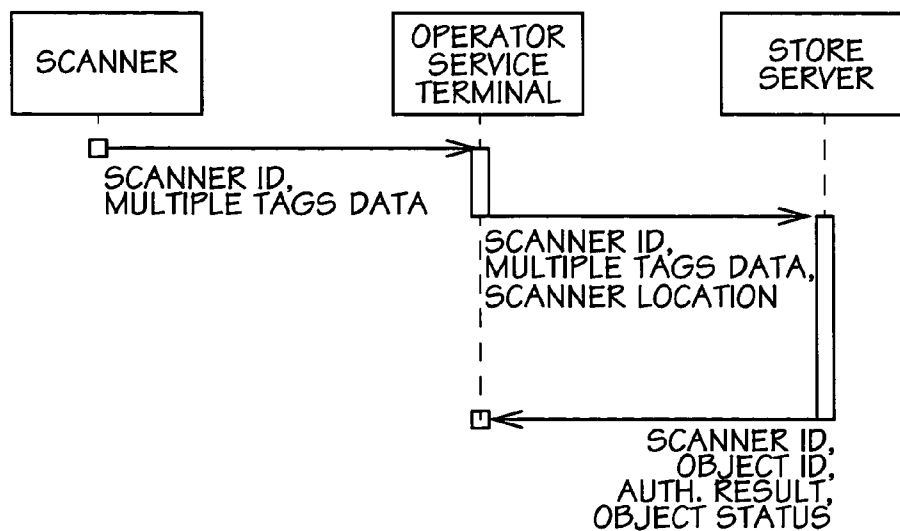 SCANNER
OPERATOR
SERVICE
TERMINAL
STORE
SERVER
SCANNER ID,
MULTIPLE TAGS DATA
SCANNER ID,
MULTIPLE TAGS DATA,
SCANNER LOCATION
SCANNER ID,
OBJECT ID,
AUTH. RESULT,
OBJECT STATUS